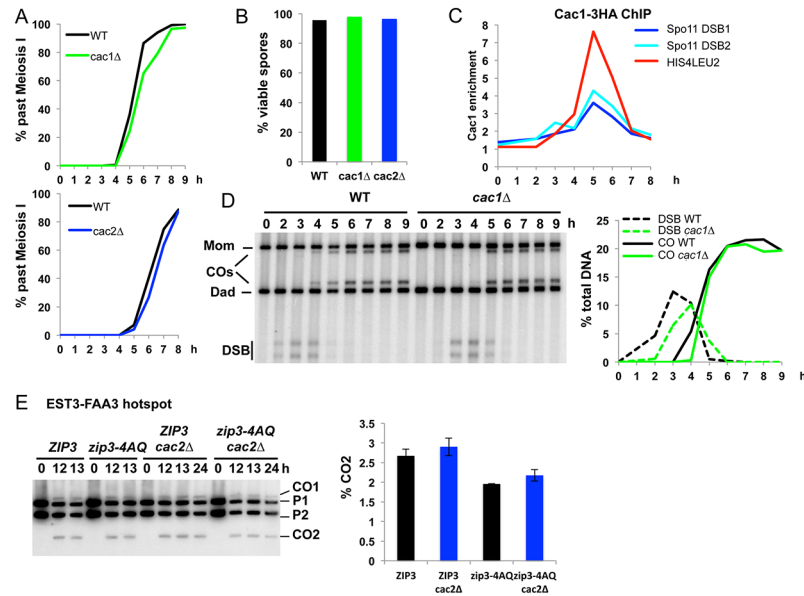 A
% past Meiosis I
100
80
60
40
20
0
WT
cac1Δ
0 1 2 3 4 5 6 7 8 9 h
% past Meiosis I
100
80
60
40
20
0
WT
cac2Δ
0 1 2 3 4 5 6 7 8 h
B
% viable spores
100
80
60
40
20
0
WT cac1Δ cac2Δ
C
Cac1-3HA ChIP
Cac1 enrichment
8
7
6
5
4
3
2
1
0
Spo11 DSB1
Spo11 DSB2
HIS4LEU2
0 1 2 3 4 5 6 7 8 h
D
WT cac1Δ
0 2 3 4 5 6 7 8 9 0 2 3 4 5 6 7 8 9 h
Mom
COs
Dad
DSB
DSB WT
DSB cac1Δ
CO WT
CO cac1Δ
% total DNA
25
20
15
10
5
0
0 1 2 3 4 5 6 7 8 9 h
E
EST3-FAA3 hotspot
ZIP3 zip3-4AQ ZIP3 cac2Δ zip3-4AQ cac2Δ
0 12 13 0 12 13 0 12 13 24 0 12 13 24 h
CO1
P1
P2
CO2
% CO2
3.5
3
2.5
2
1.5
1
0.5
0
ZIP3 ZIP3 cac2Δ zip3-4AQ zip3-4AQ cac2Δ